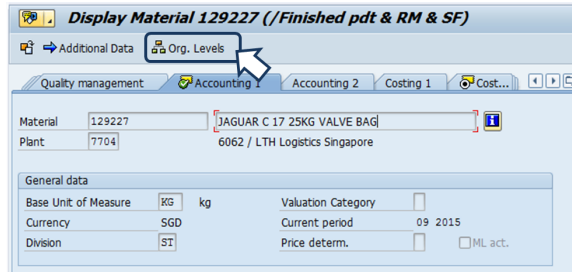 Display Material 129227 (/Finished pdt & RM & SF)
Additional Data Org. Levels
Quality management Accounting 1 Accounting 2 Costing 1 Cost...
Material 129227 JAGUAR C 17 25KG VALVE BAG
Plant 7704 6062 / LTH Logistics Singapore
General data
Base Unit of Measure KG kg Valuation Category
Currency SGD Current period 09 2015
Division ST Price determ. ML act.